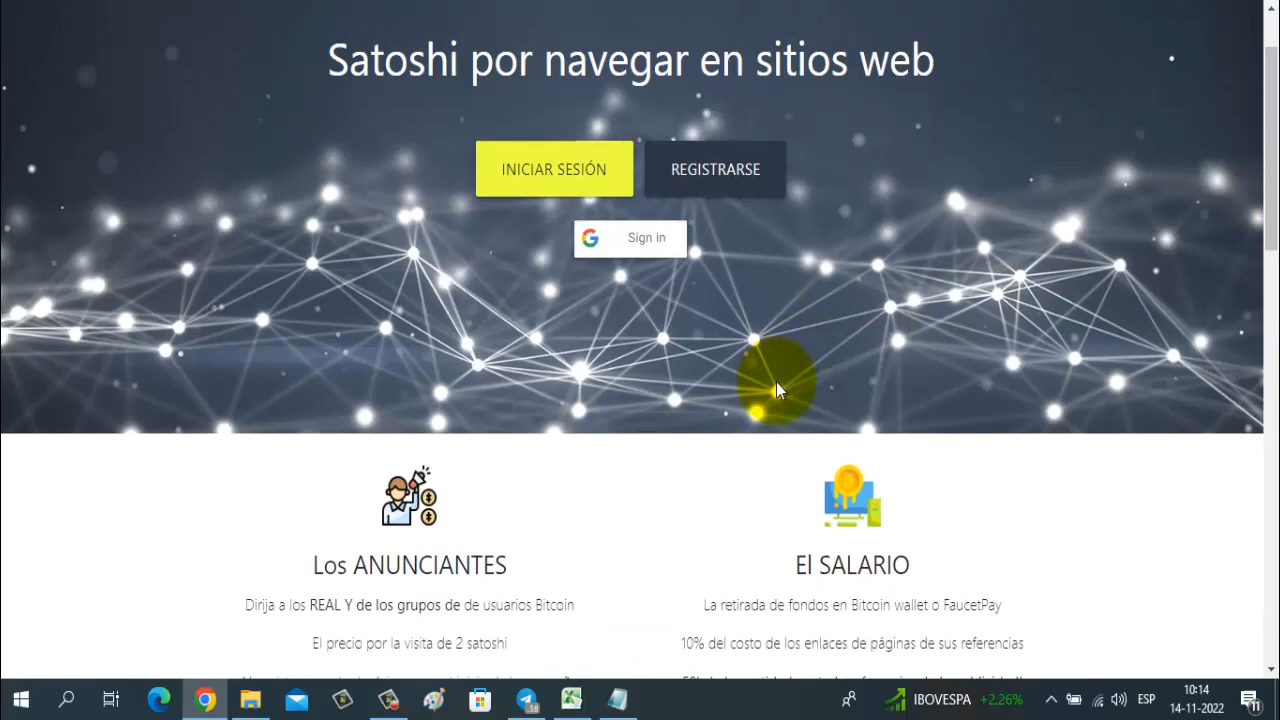 Satoshi por navegar en sitios web
INICIAR SESIÓN
REGISTRARSE
Sign in
Los ANUNCIANTES
El SALARIO
Dirija a los REAL Y de los grupos de de usuarios Bitcoin
La retirada de fondos en Bitcoin wallet o FaucetPay
El precio por la visita de 2 satoshi
10% del costo de los enlaces de páginas de sus referencias
58
IBOVESPA +2,26%
ESP
0:14
14-11-2022
11